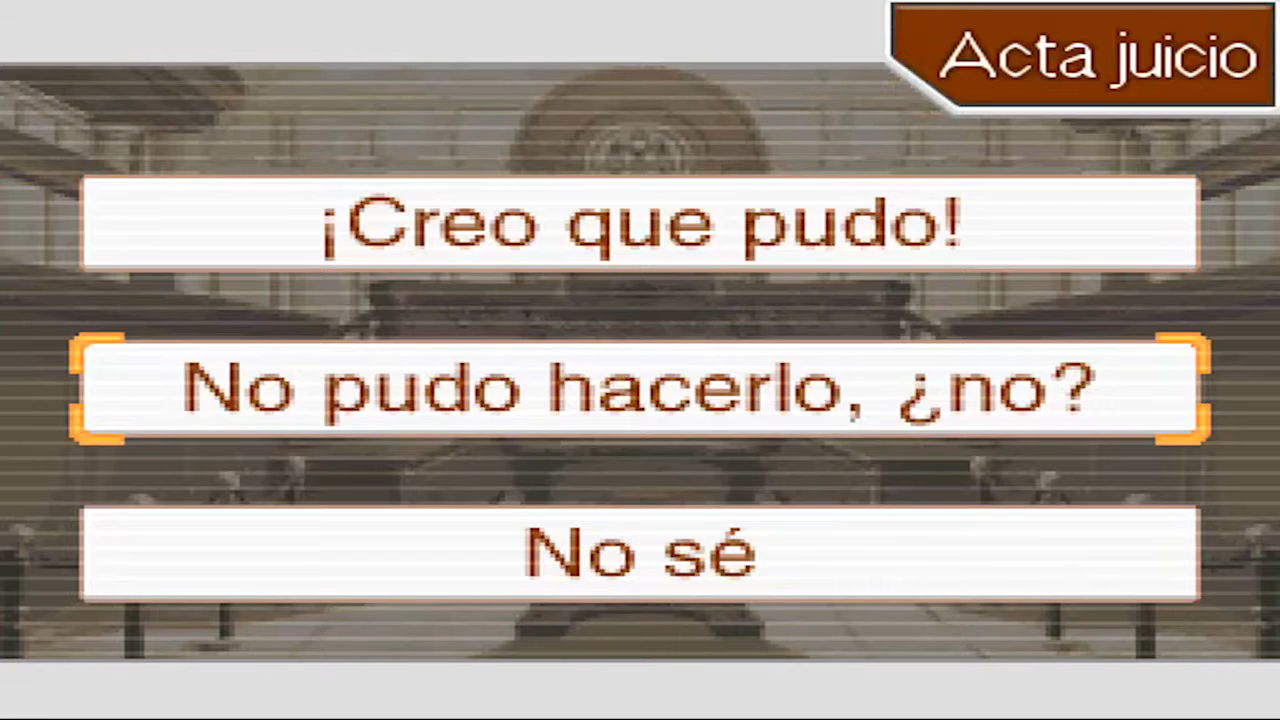 Acta juicio
¡Creo que pudo!
No pudo hacerlo, ¿no?
No sé